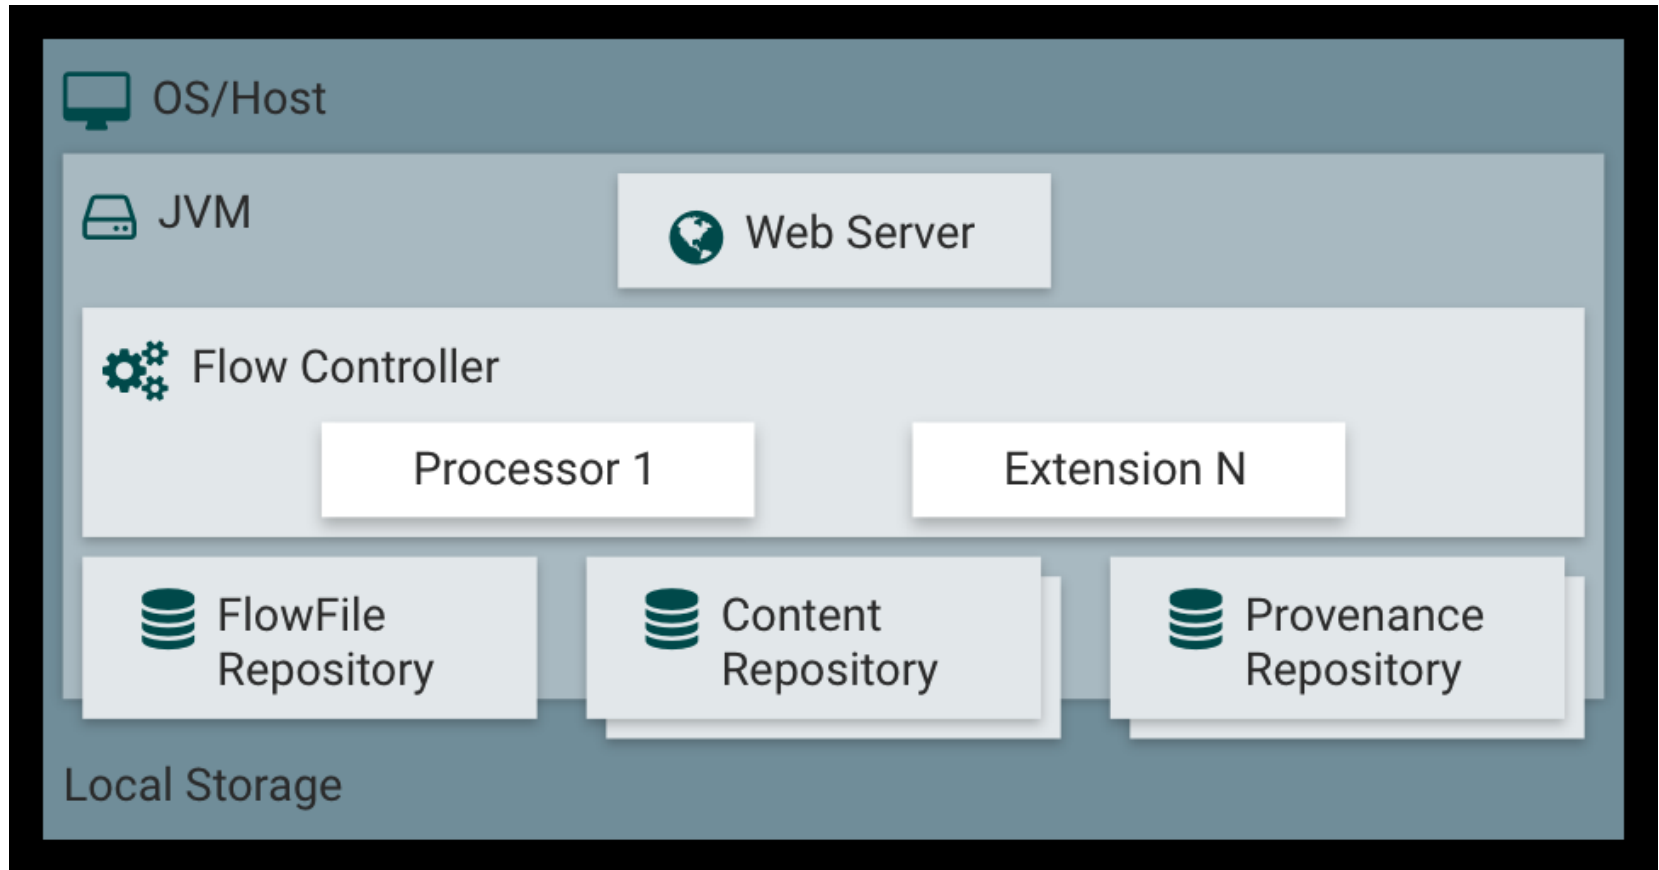 OS/Host
JVM
Web Server
Flow Controller
Processor 1
Extension N
FlowFile
Repository
Content
Repository
Provenance
Repository
Local Storage